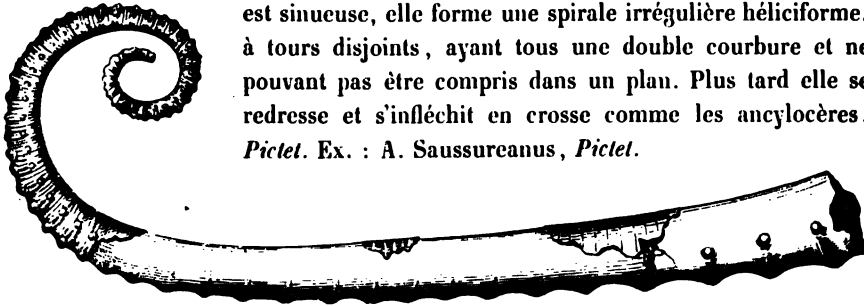 est sinueuse, elle forme une spirale irrégulière héliciforme,
à tours disjoints, ayant tous une double courbure et ne
pouvant pas être compris dans un plan. Plus tard elle se
redresse et s'infléchit en crosse comme les ancylocères.
Pictet. Ex. : A. Saussureanus, Pictet.